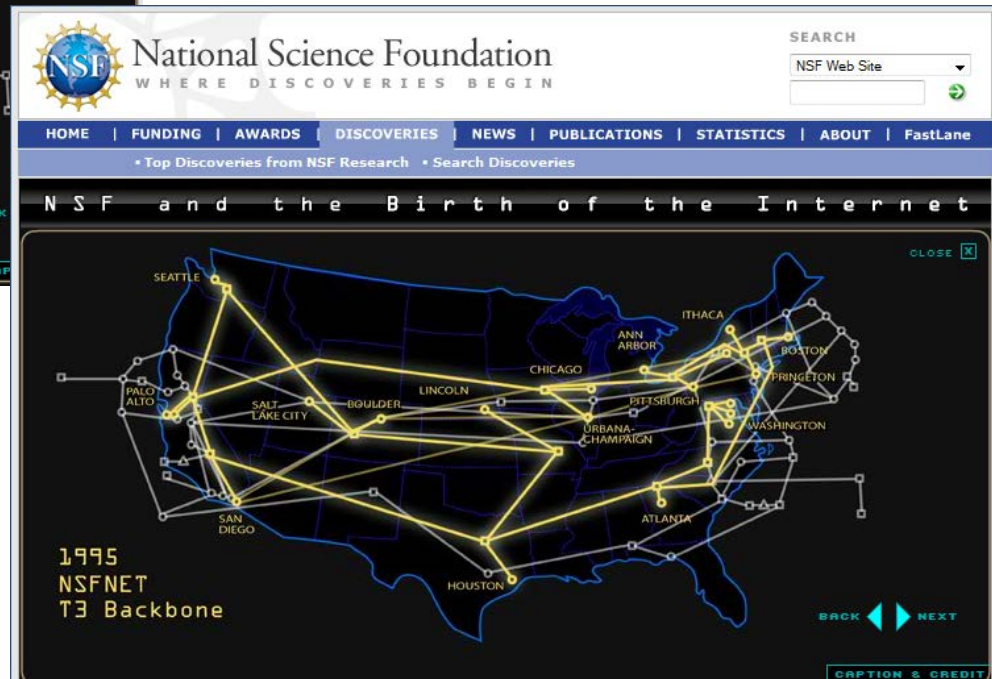 NSF
National Science Foundation
WHERE DISCOVERIES BEGIN
SEARCH
NSF Web Site
HOME | FUNDING | AWARDS | DISCOVERIES | NEWS | PUBLICATIONS | STATISTICS | ABOUT | FastLane
• Top Discoveries from NSF Research • Search Discoveries
NSF and the Birth of the Internet
CLOSE X
SEATTLE
ITHACA
ANN
ARBOR
BOSTON
CHICAGO
PRINCETON
PALO
ALTO
SALT
LAKE CITY
BOULDER
LINCOLN
PITTSBURGH
URBANA-
CHAMPAIGN
WASHINGTON
SAN
DIEGO
ATLANTA
HOUSTON
1995
NSFNET
T3 Backbone
BACK NEXT
CAPTION & CREDIT